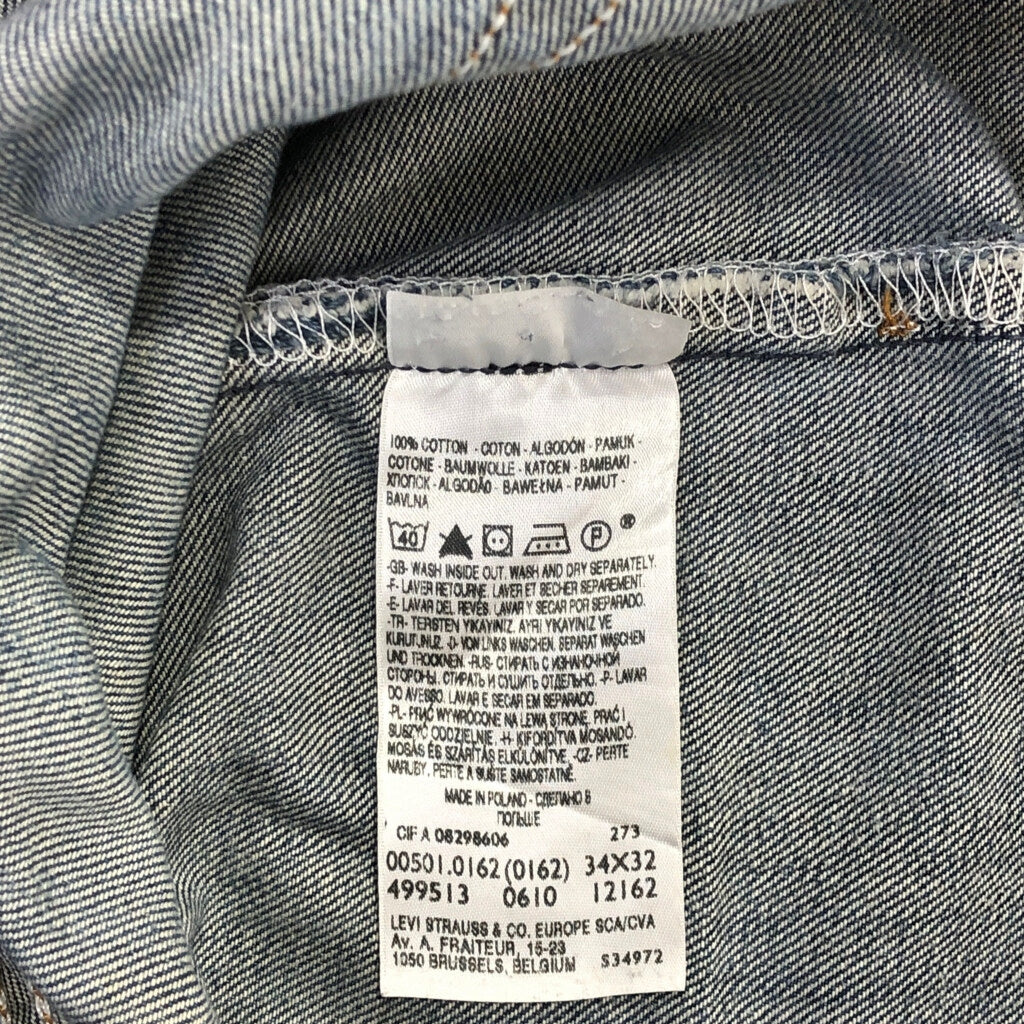 100% COTTON - COTON - ALGODÓN - PAMUK -
COTONE - BAUMWOLLE - KATOEN - BAMBAKI -
ХЛОПОК - ALGODÃO - BAWEŁNA - PAMUT -
BAVLNA
40 P ®
-GB- WASH INSIDE OUT. WASH AND DRY SEPARATELY.
-F- LAVER RETOURNE. LAVER ET SECHER SEPAREMENT.
-E- LAVAR DEL REVÉS. LAVAR Y SECAR POR SEPARADO.
-TR- TERSTEN YIKAYINIZ. AYRI YIKAYINIZ VE
KURUTUNUZ. -D- VON LINKS WASCHEN. SEPARAT WASCHEN
UND TROCKNEN. -RUS- СТИРАТЬ С ИЗНАНОЧНОЙ
СТОРОНЫ. СТИРАТЬ И СУШИТЬ ОТДЕЛЬНО. -P- LAVAR
DO AVESSO. LAVAR E SECAR EM SEPARADO.
-PL- PRAĆ WYWRÓCONE NA LEWĄ STRONĘ. PRAĆ I
SUSZYĆ ODDZIELNIE. -H- KIFORDÍTVA MOSANDÓ.
MOSÁS ÉS SZÁRÍTÁS ELKÜLÖNÍTVE. -CZ- PERTE
NARUBY. PERTE A SUŠTE SAMOSTATNĚ.
MADE IN POLAND - СДЕЛАНО В
ПОЛЬШЕ
CIF A 08298606 273
00501.0162 (0162) 34X32
499513 0610 12162
LEVI STRAUSS & CO. EUROPE SCA/CVA
Av. A. FRAITEUR, 15-23
1050 BRUSSELS, BELGIUM S34972